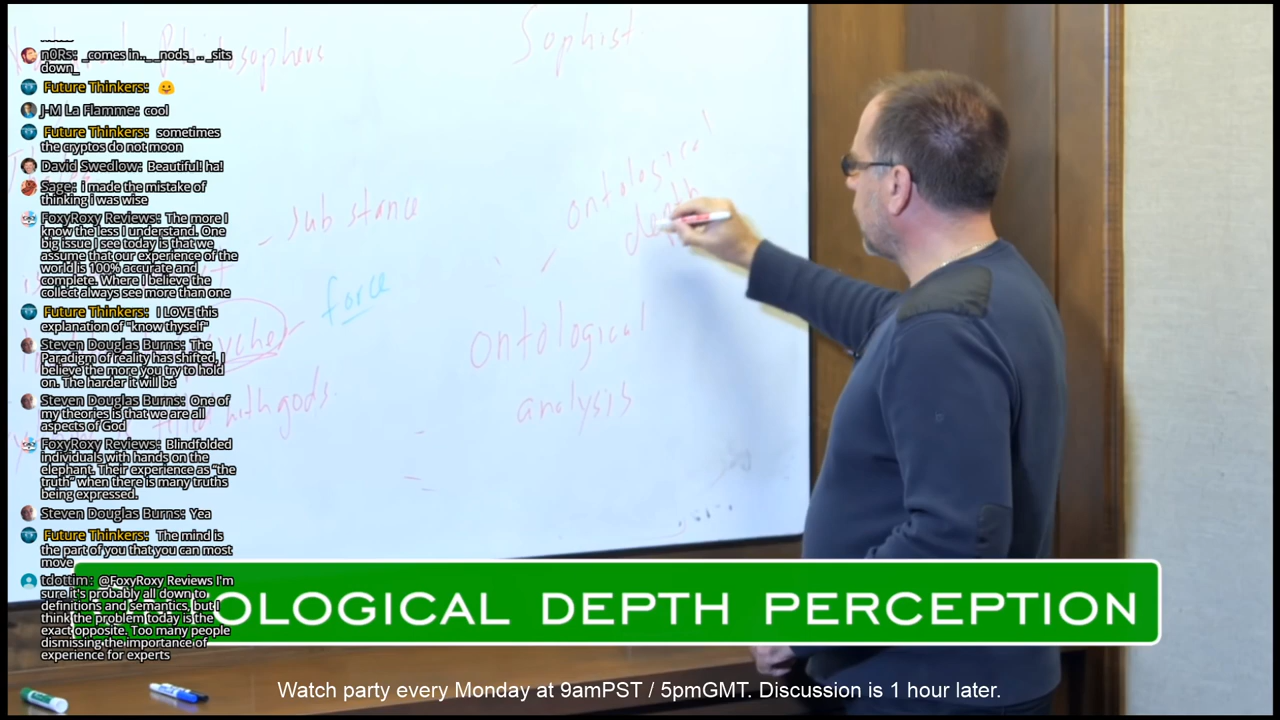 n0Rs: _comes in.._ _nods_ .. _sits
down_
Future Thinkers: 🙂
J-M La Flamme: cool
Future Thinkers: sometimes
the cryptos do not moon
David Swedlow: Beautiful! ha!
Sage: i made the mistake of
thinking i was wise
FoxyRoxy Reviews: The more I
know the less I understand. One
big issue I see today is that we
assume that our experience of the
world is 100% accurate and
complete. Where I believe the
collect always see more than one
Future Thinkers: I LOVE this
explanation of "know thyself"
Steven Douglas Burns: The
Paradigm of reality has shifted, I
believe the more you try to hold
on. The harder it will be
Steven Douglas Burns: One of
my theories is that we are all
aspects of God
FoxyRoxy Reviews: Blindfolded
individuals with hands on the
elephant. Their experience as "the
truth" when there is many truths
being expressed.
Steven Douglas Burns: Yea
Future Thinkers: The mind is
the part of you that you can most
move
tdottim: @FoxyRoxy Reviews I'm
sure it's probably all down to
definitions and semantics, but I
think the problem today is the
exact opposite. Too many people
dismissing the importance of
experience for experts
Philosophers
Sophist
substance
force
psyche
filled with gods.
ontological
depth
ontological
analysis
OLOGICAL DEPTH PERCEPTION
Watch party every Monday at 9amPST / 5pmGMT. Discussion is 1 hour later.